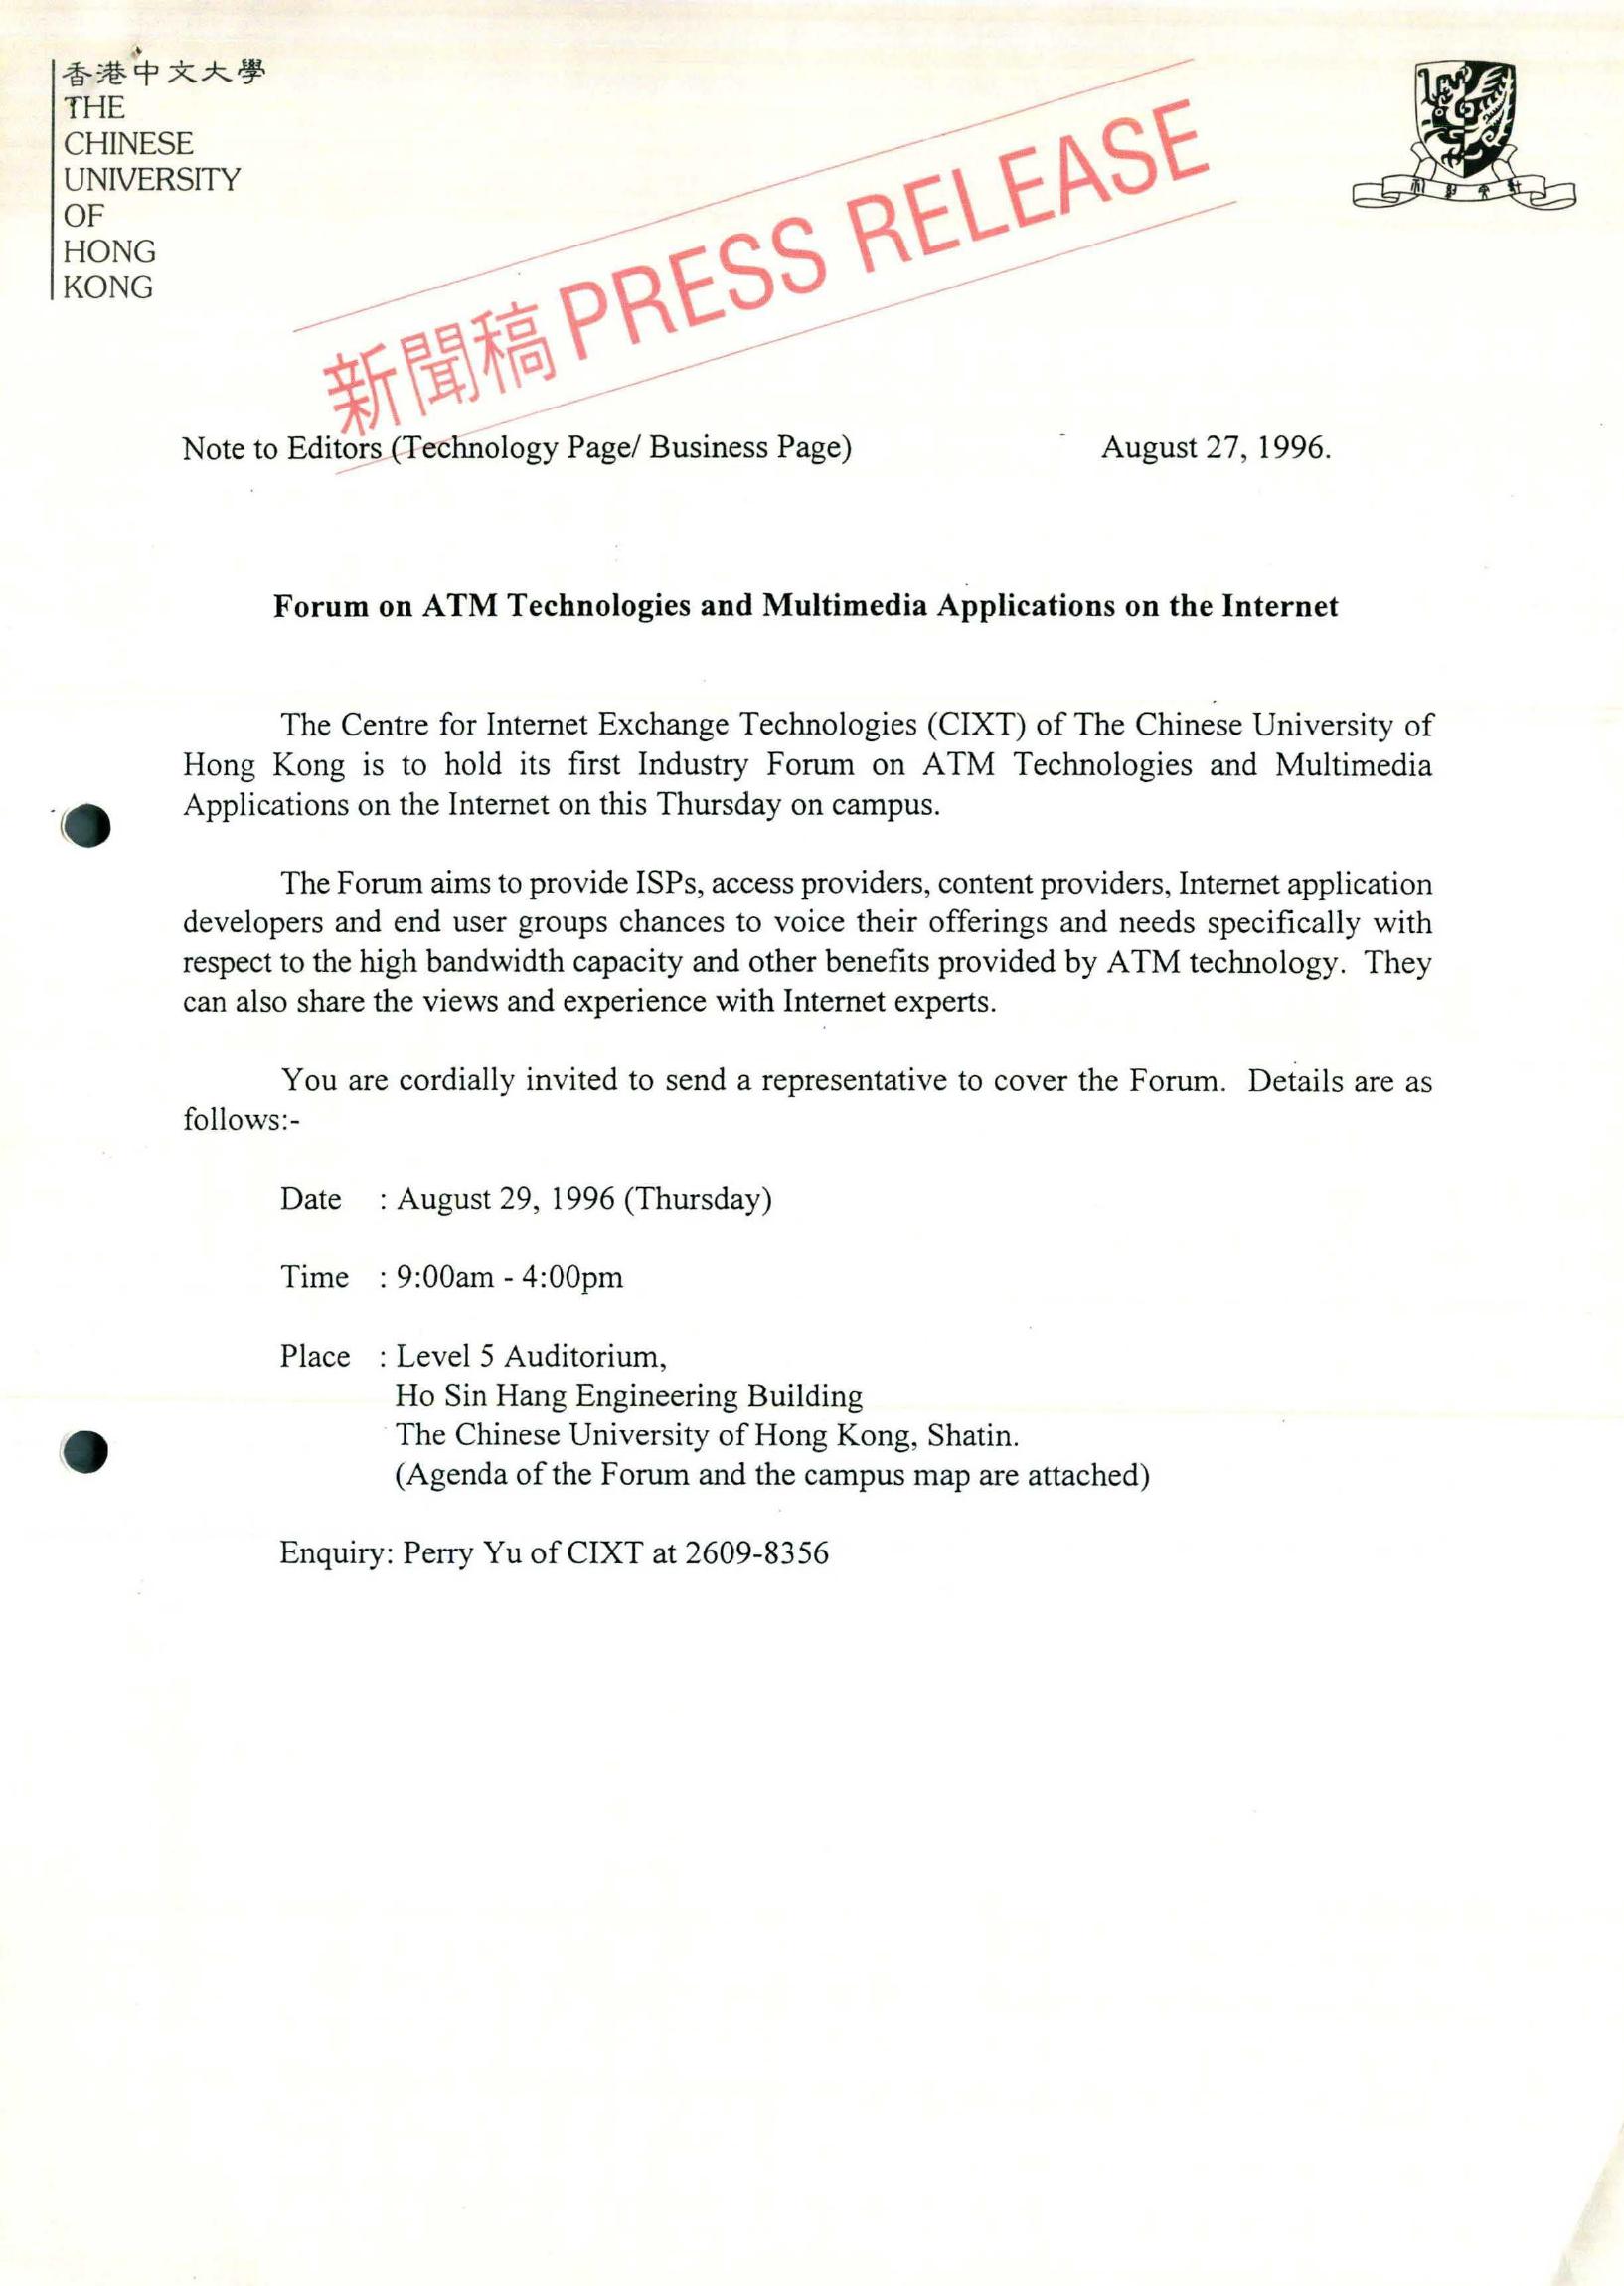 香港中文大學
THE
CHINESE
UNIVERSITY
OF
HONG
KONG
新聞稿 PRESS RELEASE
Note to Editors (Technology Page/ Business Page) August 27, 1996.
Forum on ATM Technologies and Multimedia Applications on the Internet
The Centre for Internet Exchange Technologies (CIXT) of The Chinese University of
Hong Kong is to hold its first Industry Forum on ATM Technologies and Multimedia
Applications on the Internet on this Thursday on campus.
The Forum aims to provide ISPs, access providers, content providers, Internet application
developers and end user groups chances to voice their offerings and needs specifically with
respect to the high bandwidth capacity and other benefits provided by ATM technology. They
can also share the views and experience with Internet experts.
You are cordially invited to send a representative to cover the Forum. Details are as
follows:-
Date : August 29, 1996 (Thursday)
Time : 9:00am - 4:00pm
Place : Level 5 Auditorium,
Ho Sin Hang Engineering Building
The Chinese University of Hong Kong, Shatin.
(Agenda of the Forum and the campus map are attached)
Enquiry: Perry Yu of CIXT at 2609-8356